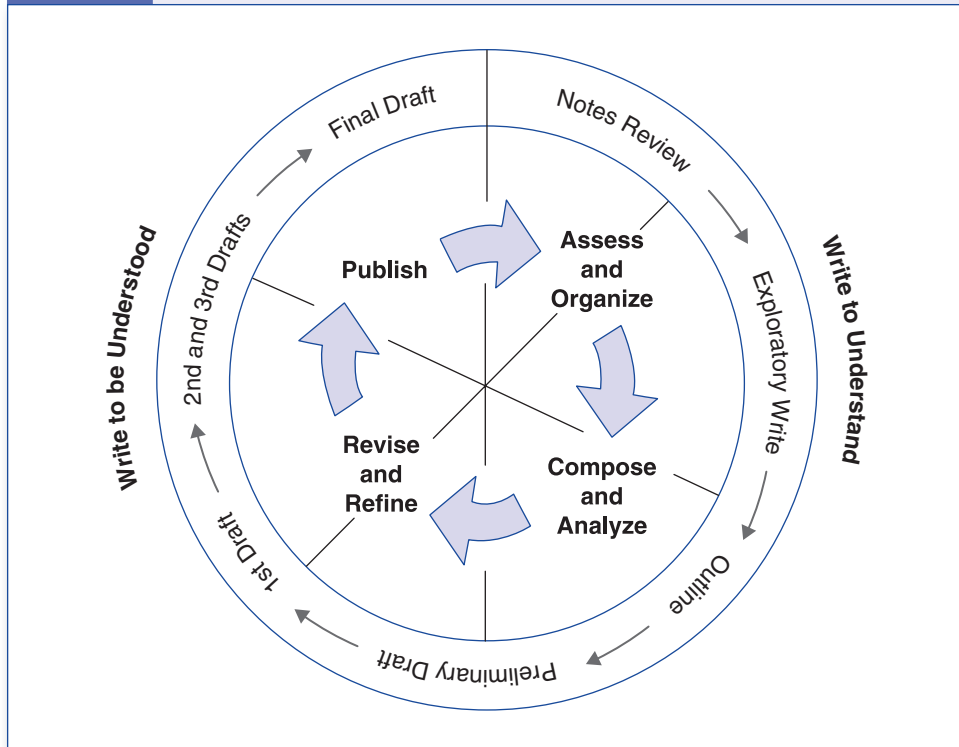 Final Draft
Notes Review
Exploratory Write
Outline
Preliminary Draft
1st Draft
2nd and 3rd Drafts
Write to be Understood
Write to Understand
Publish
Assess
and
Organize
Compose
and
Analyze
Revise
and
Refine